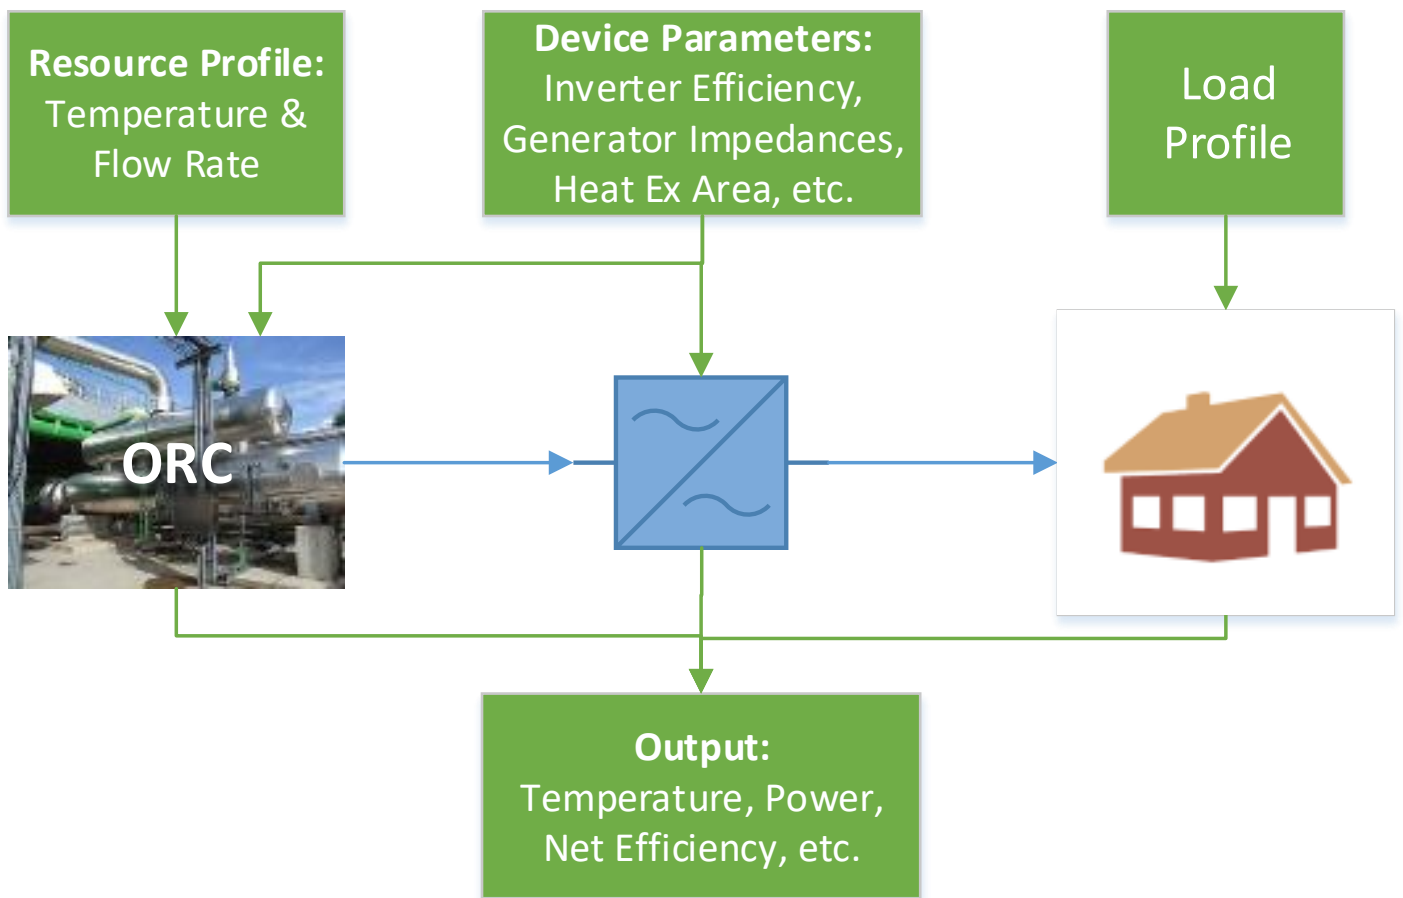 Resource Profile:
Temperature &
Flow Rate
Device Parameters:
Inverter Efficiency,
Generator Impedances,
Heat Ex Area, etc.
Load
Profile
ORC
Output:
Temperature, Power,
Net Efficiency, etc.